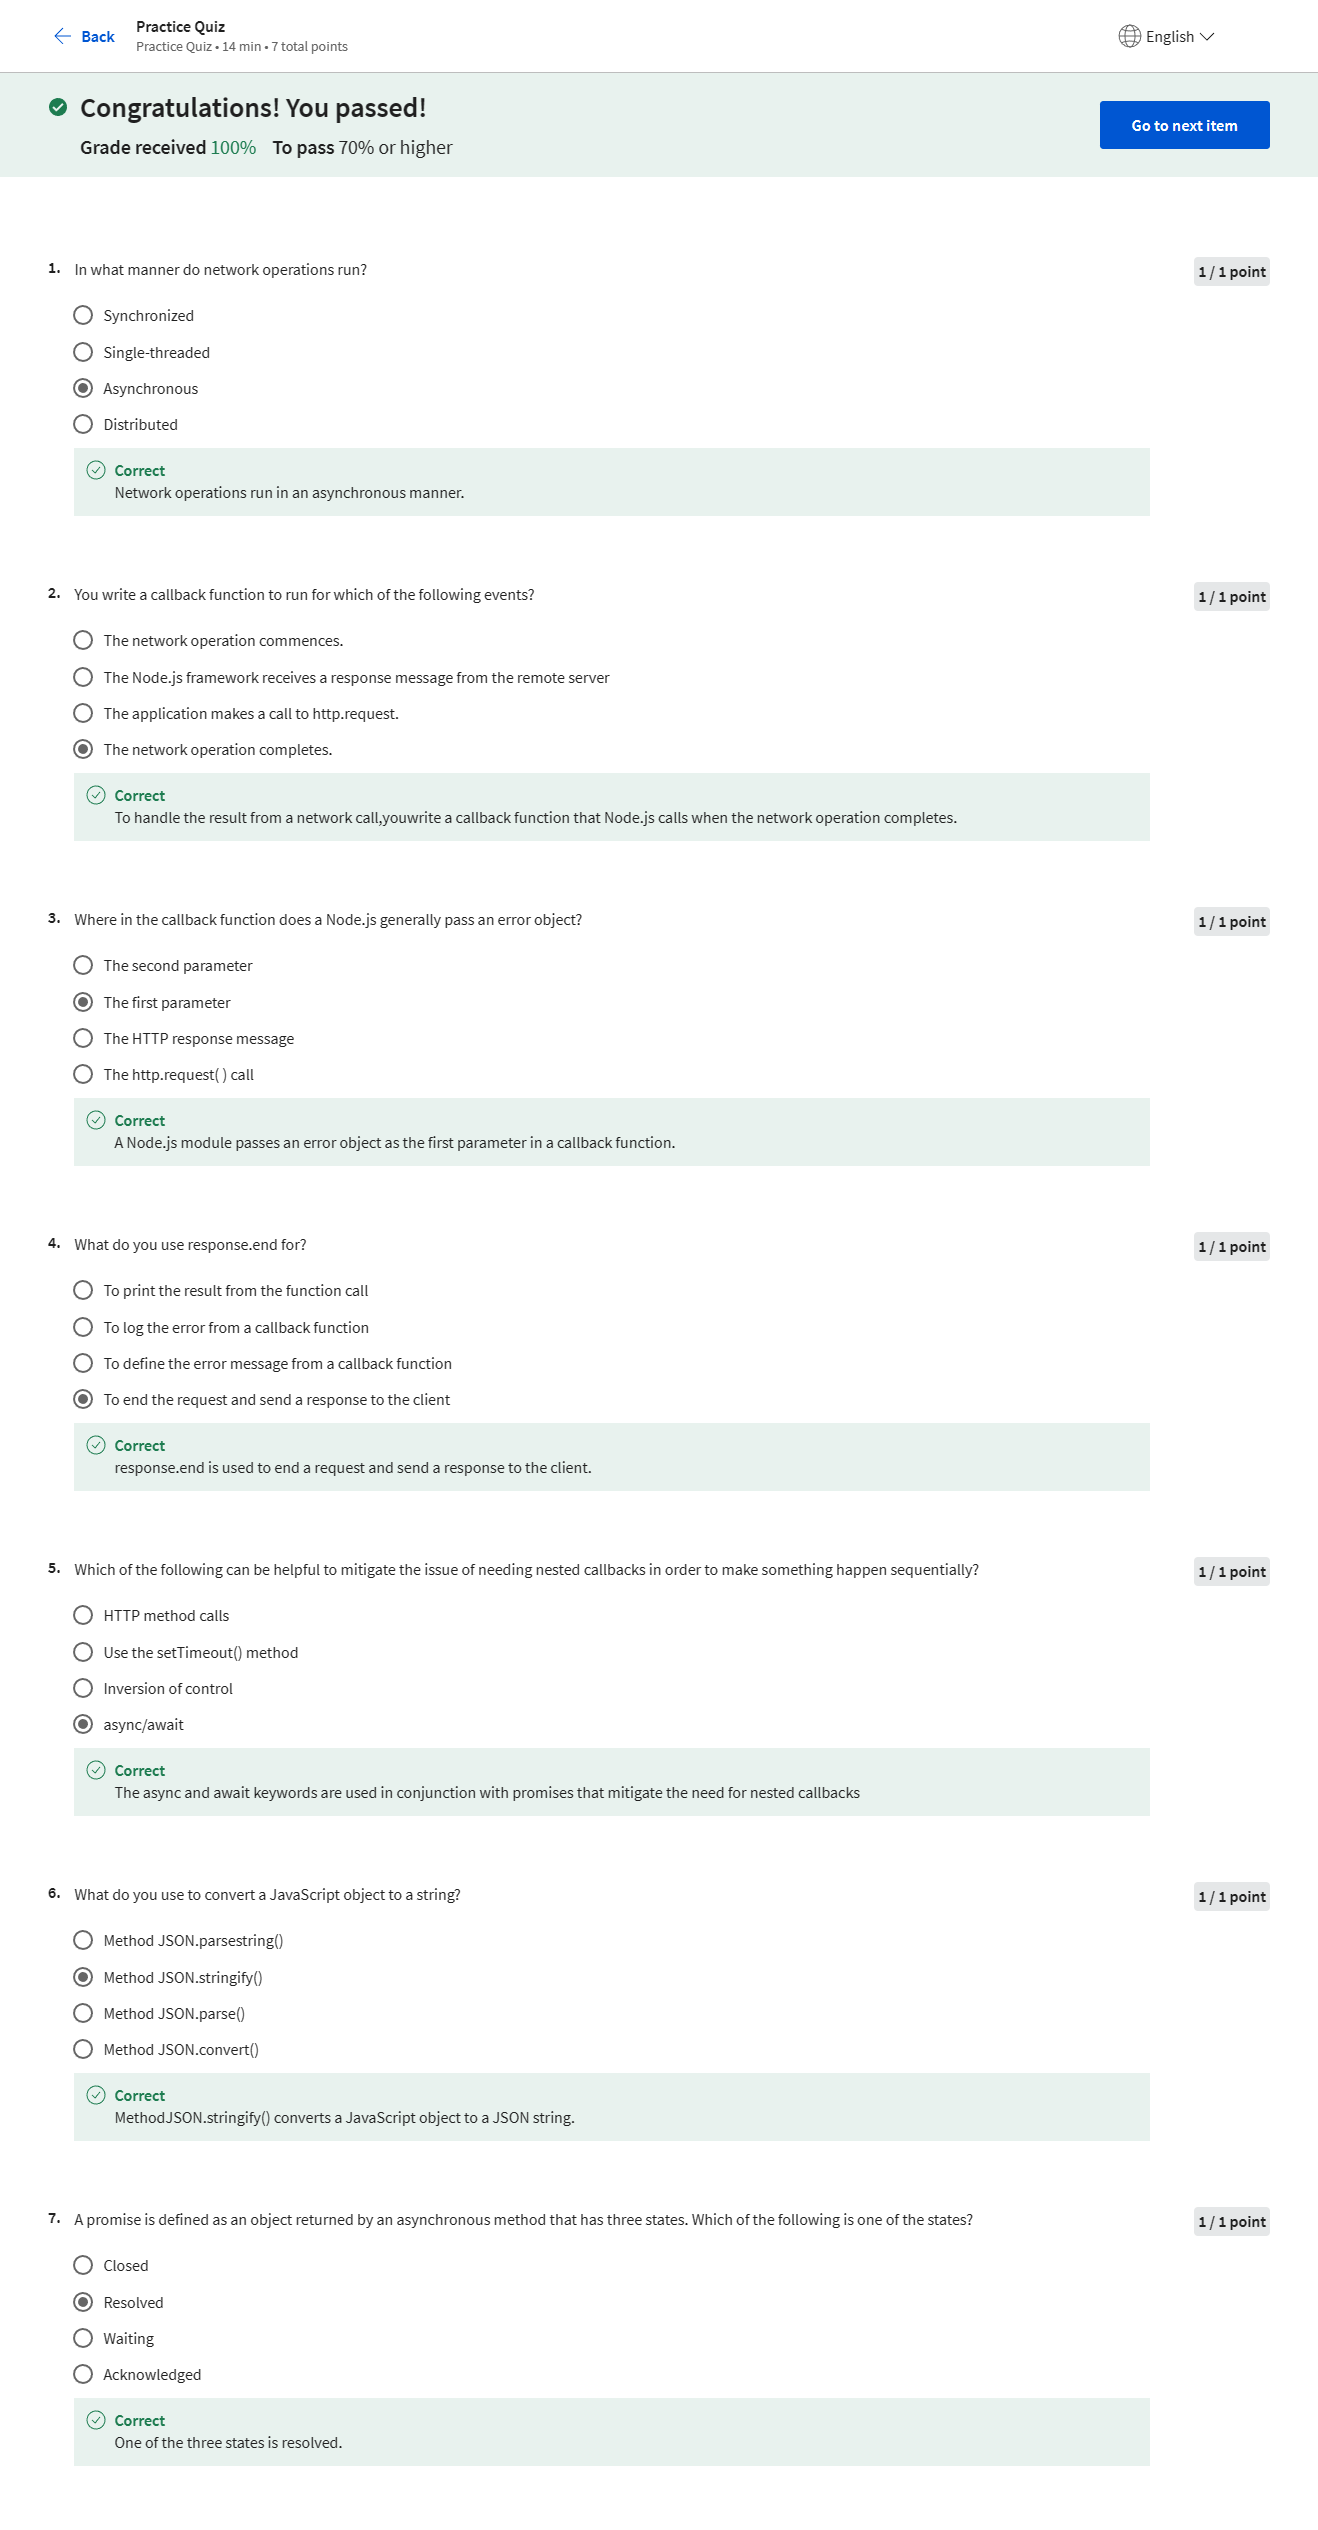 Back
Practice Quiz
Practice Quiz • 14 min • 7 total points
English
Congratulations! You passed!
Grade received 100% To pass 70% or higher
Go to next item
1. In what manner do network operations run?
1 / 1 point
Synchronized
Single-threaded
Asynchronous
Distributed
Correct
Network operations run in an asynchronous manner.
2. You write a callback function to run for which of the following events?
1 / 1 point
The network operation commences.
The Node.js framework receives a response message from the remote server
The application makes a call to http.request.
The network operation completes.
Correct
To handle the result from a network call,youwrite a callback function that Node.js calls when the network operation completes.
3. Where in the callback function does a Node.js generally pass an error object?
1 / 1 point
The second parameter
The first parameter
The HTTP response message
The http.request( ) call
Correct
A Node.js module passes an error object as the first parameter in a callback function.
4. What do you use response.end for?
1 / 1 point
To print the result from the function call
To log the error from a callback function
To define the error message from a callback function
To end the request and send a response to the client
Correct
response.end is used to end a request and send a response to the client.
5. Which of the following can be helpful to mitigate the issue of needing nested callbacks in order to make something happen sequentially?
1 / 1 point
HTTP method calls
Use the setTimeout() method
Inversion of control
async/await
Correct
The async and await keywords are used in conjunction with promises that mitigate the need for nested callbacks
6. What do you use to convert a JavaScript object to a string?
1 / 1 point
Method JSON.parsestring()
Method JSON.stringify()
Method JSON.parse()
Method JSON.convert()
Correct
MethodJSON.stringify() converts a JavaScript object to a JSON string.
7. A promise is defined as an object returned by an asynchronous method that has three states. Which of the following is one of the states?
1 / 1 point
Closed
Resolved
Waiting
Acknowledged
Correct
One of the three states is resolved.